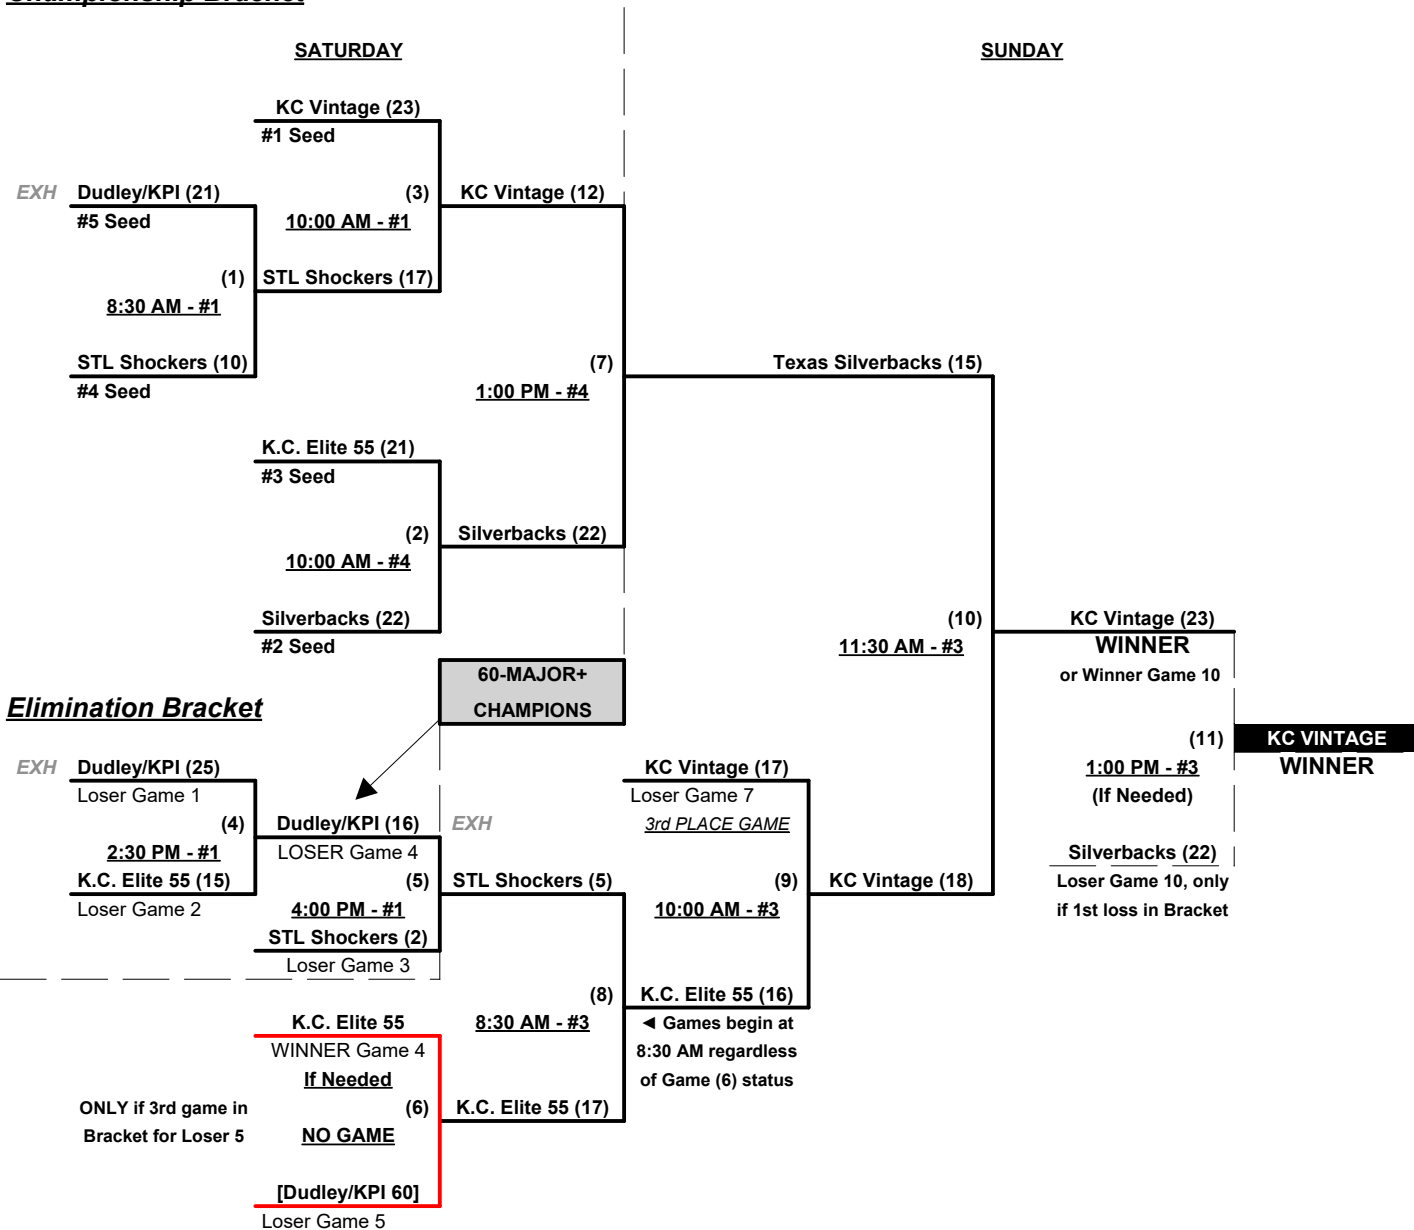 Championship Bracket
SATURDAY
SUNDAY
KC Vintage (23)
#1 Seed
EXH Dudley/KPI (21)
#5 Seed
(3)
10:00 AM - #1
KC Vintage (12)
(1)
8:30 AM - #1
STL Shockers (17)
STL Shockers (10)
#4 Seed
(7)
1:00 PM - #4
Texas Silverbacks (15)
K.C. Elite 55 (21)
#3 Seed
(2)
10:00 AM - #4
Silverbacks (22)
Silverbacks (22)
#2 Seed
(10)
11:30 AM - #3
KC Vintage (23)
WINNER
or Winner Game 10
60-MAJOR+
CHAMPIONS
Elimination Bracket
(11)
1:00 PM - #3
(If Needed)
KC VINTAGE
WINNER
EXH Dudley/KPI (25)
Loser Game 1
(4)
2:30 PM - #1
K.C. Elite 55 (15)
Loser Game 2
Dudley/KPI (16) EXH
LOSER Game 4
(5)
4:00 PM - #1
STL Shockers (2)
Loser Game 3
STL Shockers (5)
KC Vintage (17)
Loser Game 7
3rd PLACE GAME
(9)
10:00 AM - #3
KC Vintage (18)
Silverbacks (22)
Loser Game 10, only
if 1st loss in Bracket
(8)
8:30 AM - #3
K.C. Elite 55 (16)
◄ Games begin at
8:30 AM regardless
of Game (6) status
K.C. Elite 55
WINNER Game 4
If Needed
ONLY if 3rd game in
Bracket for Loser 5
(6)
NO GAME
K.C. Elite 55 (17)
[Dudley/KPI 60]
Loser Game 5